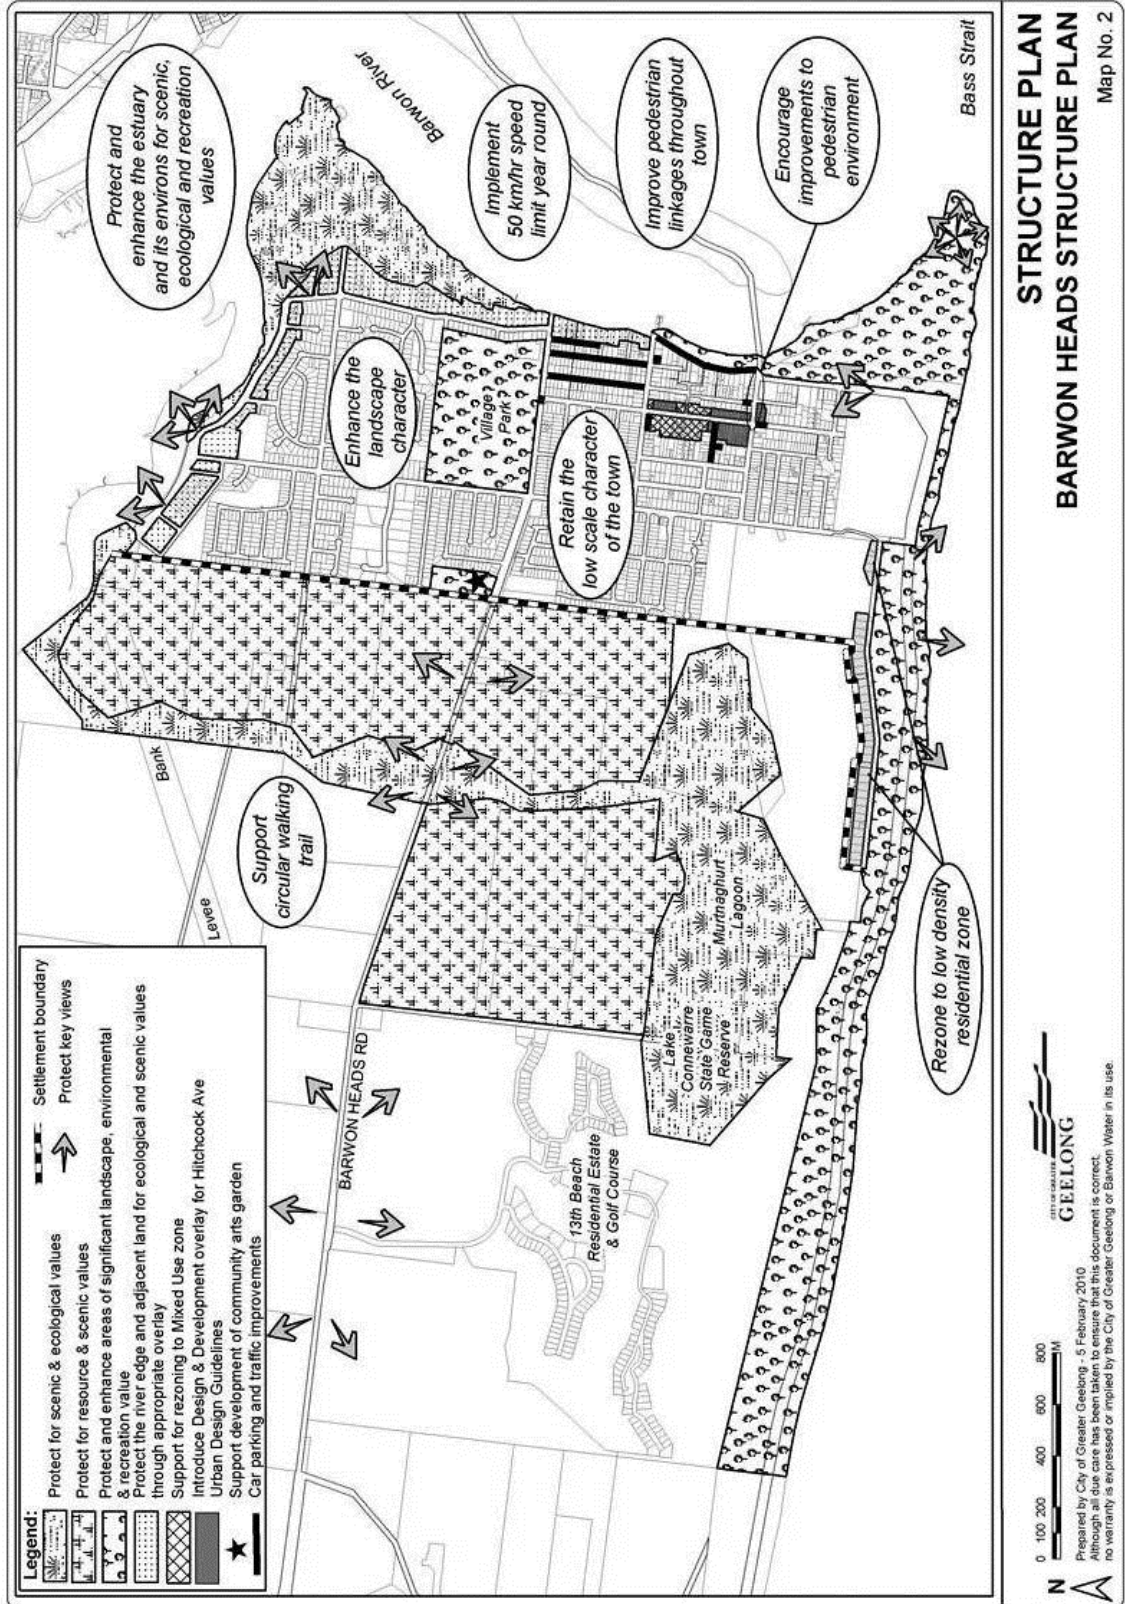 Protect and
enhance the estuary
and its environs for scenic,
ecological and recreation
values
Barwon River
Implement
50 km/hr speed
limit year round
Improve pedestrian
linkages throughout
town
Encourage
improvements to
pedestrian
environment
Bass Strait
Enhance the
landscape
character
Village
Park
Retain the
low scale character
of the town
Bank
Levee
Support
circular walking
trail
BARWON HEADS RD
Lake
Connewarre
State Game
Reserve
Murtnaghurt
Lagoon
13th Beach
Residential Estate
& Golf Course
Rezone to low density
residential zone
Legend:
Protect for scenic & ecological values
Protect for resource & scenic values
Protect and enhance areas of significant landscape, environmental
& recreation value
Protect the river edge and adjacent land for ecological and scenic values
through appropriate overlay
Support for rezoning to Mixed Use zone
Introduce Design & Development overlay for Hitchcock Ave
Urban Design Guidelines
Support development of community arts garden
Car parking and traffic improvements
Settlement boundary
Protect key views
STRUCTURE PLAN
BARWON HEADS STRUCTURE PLAN
Map No. 2
N
0 100 200 400 600 800
M
CITY OF GREATER
GEELONG
Prepared by City of Greater Geelong - 5 February 2010
Although all due care has been taken to ensure that this document is correct,
no warranty is expressed or implied by the City of Greater Geelong or Barwon Water in its use.